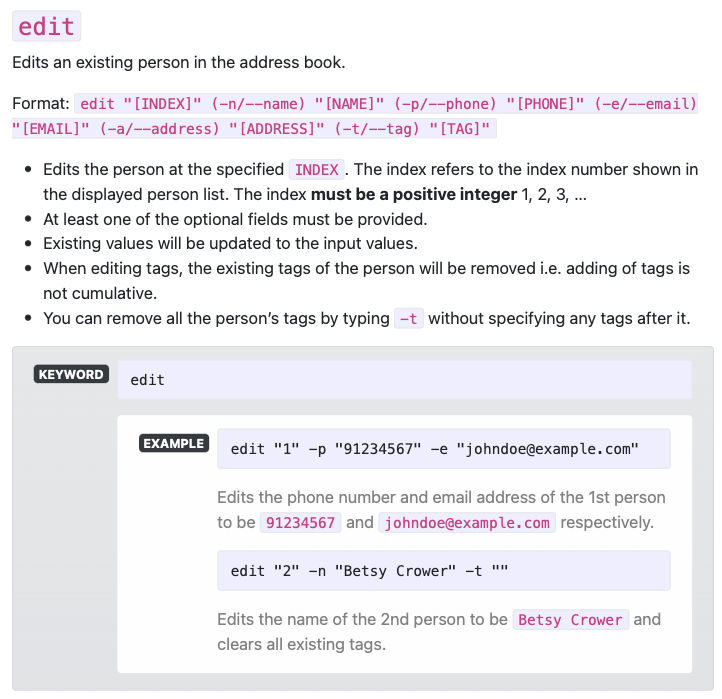 edit
Edits an existing person in the address book.
Format: edit "[INDEX]" (-n/--name) "[NAME]" (-p/--phone) "[PHONE]" (-e/--email)
"[EMAIL]" (-a/--address) "[ADDRESS]" (-t/--tag) "[TAG]"
• Edits the person at the specified INDEX. The index refers to the index number shown in
the displayed person list. The index must be a positive integer 1, 2, 3, …
• At least one of the optional fields must be provided.
• Existing values will be updated to the input values.
• When editing tags, the existing tags of the person will be removed i.e. adding of tags is
not cumulative.
• You can remove all the person’s tags by typing -t without specifying any tags after it.
KEYWORD edit
EXAMPLE edit "1" -p "91234567" -e "johndoe@example.com"
Edits the phone number and email address of the 1st person
to be 91234567 and johndoe@example.com respectively.
edit "2" -n "Betsy Crower" -t ""
Edits the name of the 2nd person to be Betsy Crower and
clears all existing tags.